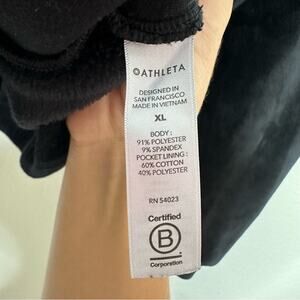 ATHLETA
DESIGNED IN
SAN FRANCISCO
MADE IN VIETNAM
XL
BODY:
91% POLYESTER
9% SPANDEX
POCKET LINING:
60% COTTON
40% POLYESTER
RN 54023
Certified
B
Corporation